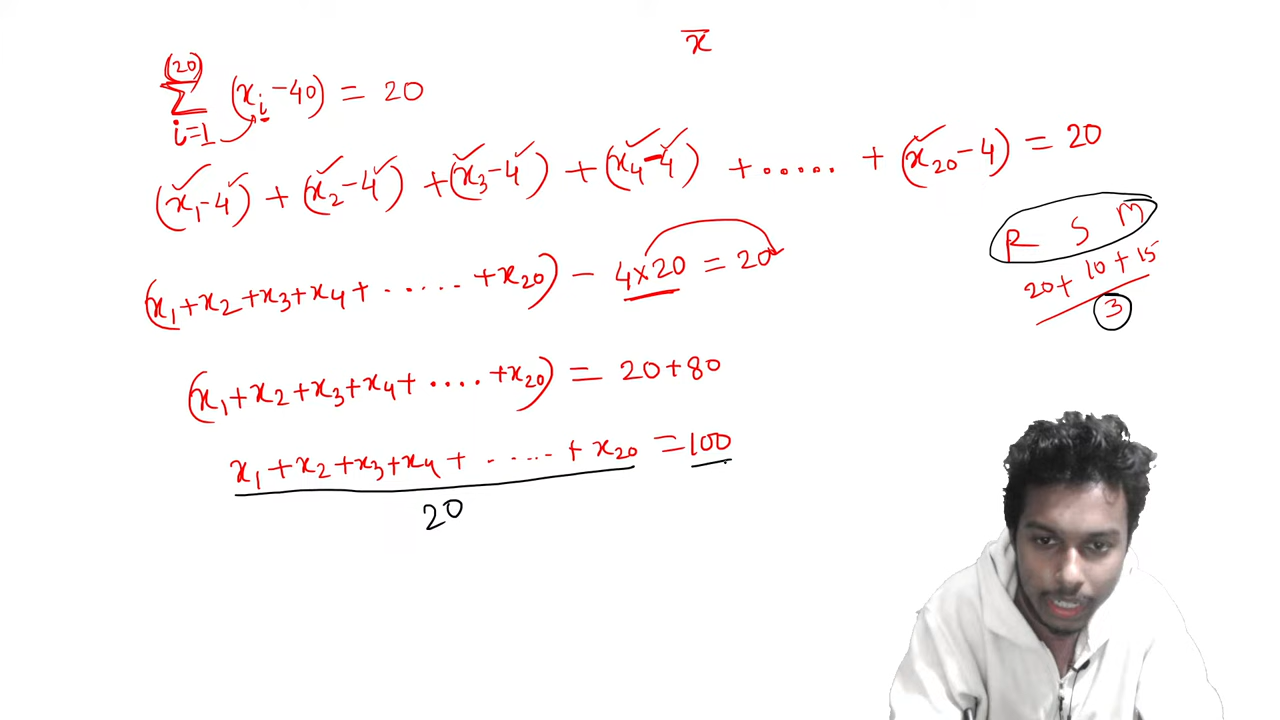 x̄
(20)
∑ (xᵢ-40) = 20
i=1
(x₁-4) + (x₂-4) + (x₃-4) + (x₄-4) + ...... + (x₂₀-4) = 20
R S M
20+10+15
3
(x₁+x₂+x₃+x₄+ ...... +x₂₀) - 4×20 = 20
(x₁+x₂+x₃+x₄+ .... +x₂₀) = 20+80
x₁+x₂+x₃+x₄+ ..... +x₂₀ =100
20